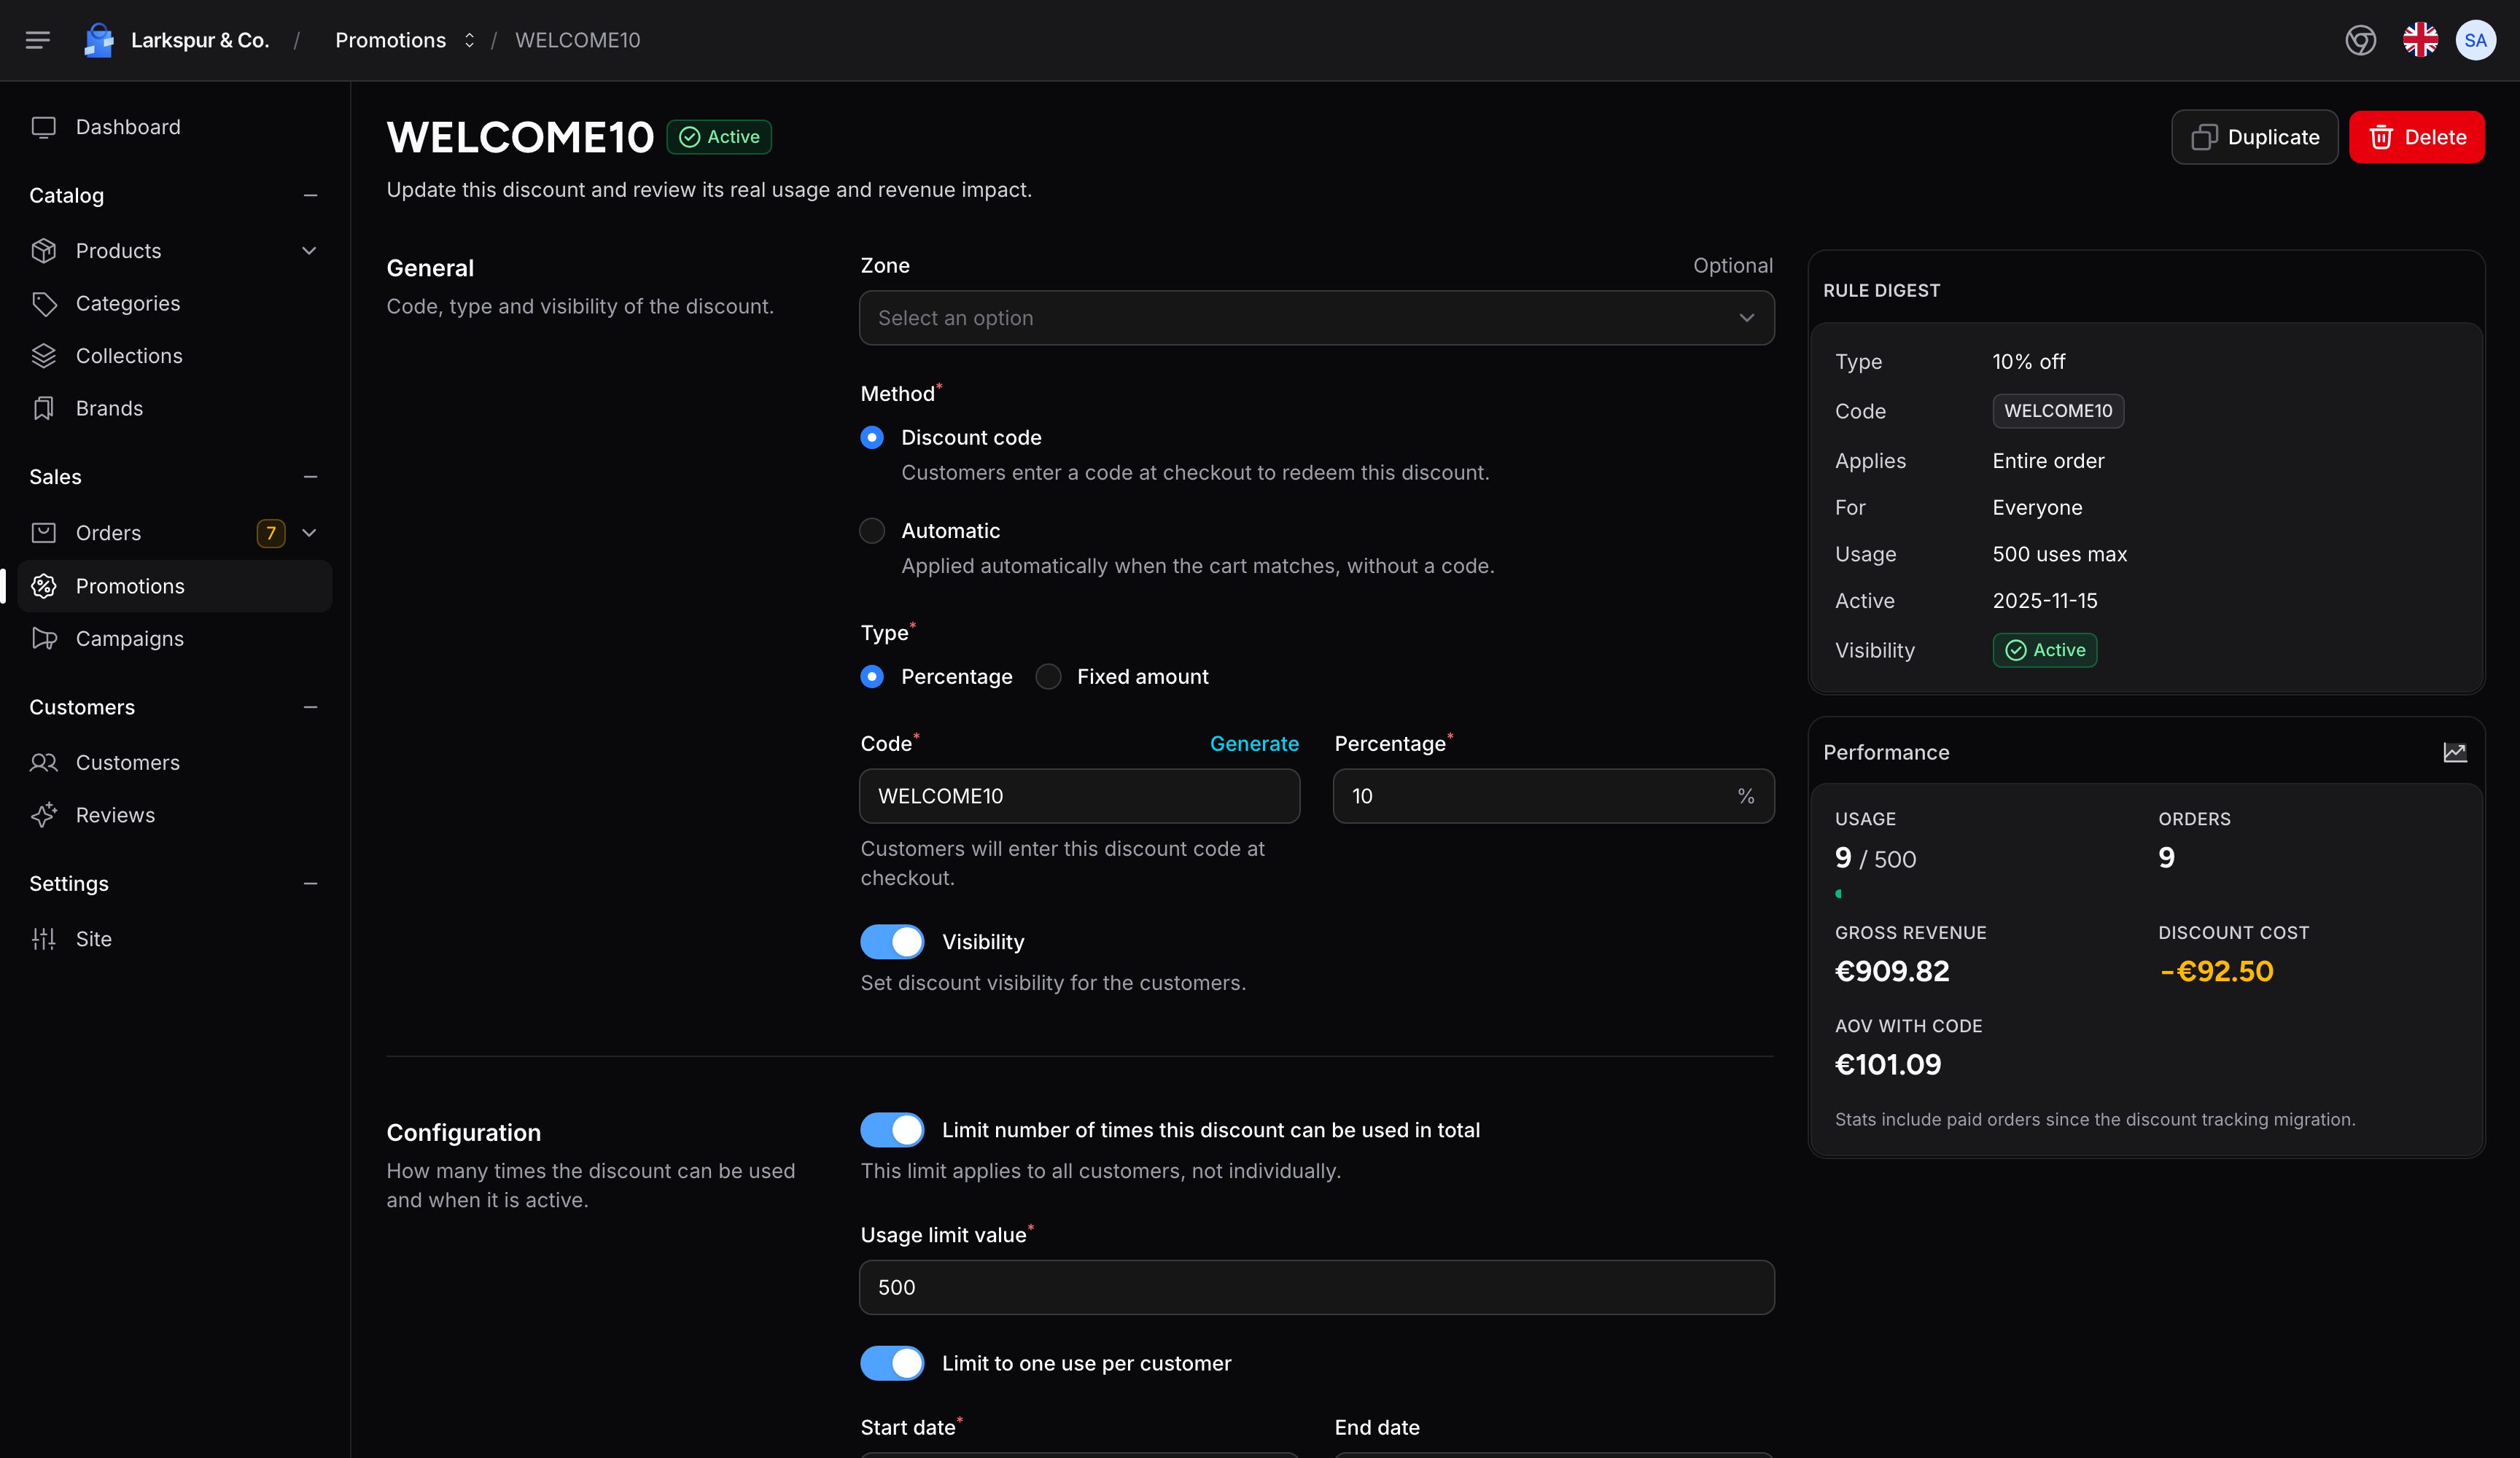 Larkspur & Co. / Promotions / WELCOME10
SA
Dashboard
Catalog
Products
Categories
Collections
Brands
Sales
Orders 7
Promotions
Campaigns
Customers
Customers
Reviews
Settings
Site
WELCOME10 Active
Update this discount and review its real usage and revenue impact.
Duplicate
Delete
General
Code, type and visibility of the discount.
Zone Optional
Select an option
Method*
Discount code
Customers enter a code at checkout to redeem this discount.
Automatic
Applied automatically when the cart matches, without a code.
Type*
Percentage Fixed amount
Code* Generate
WELCOME10
Customers will enter this discount code at
checkout.
Percentage*
10 %
Visibility
Set discount visibility for the customers.
Configuration
How many times the discount can be used
and when it is active.
Limit number of times this discount can be used in total
This limit applies to all customers, not individually.
Usage limit value*
500
Limit to one use per customer
Start date* End date
RULE DIGEST
Type 10% off
Code WELCOME10
Applies Entire order
For Everyone
Usage 500 uses max
Active 2025-11-15
Visibility Active
Performance
USAGE
9 / 500
ORDERS
9
GROSS REVENUE
€909.82
DISCOUNT COST
-€92.50
AOV WITH CODE
€101.09
Stats include paid orders since the discount tracking migration.